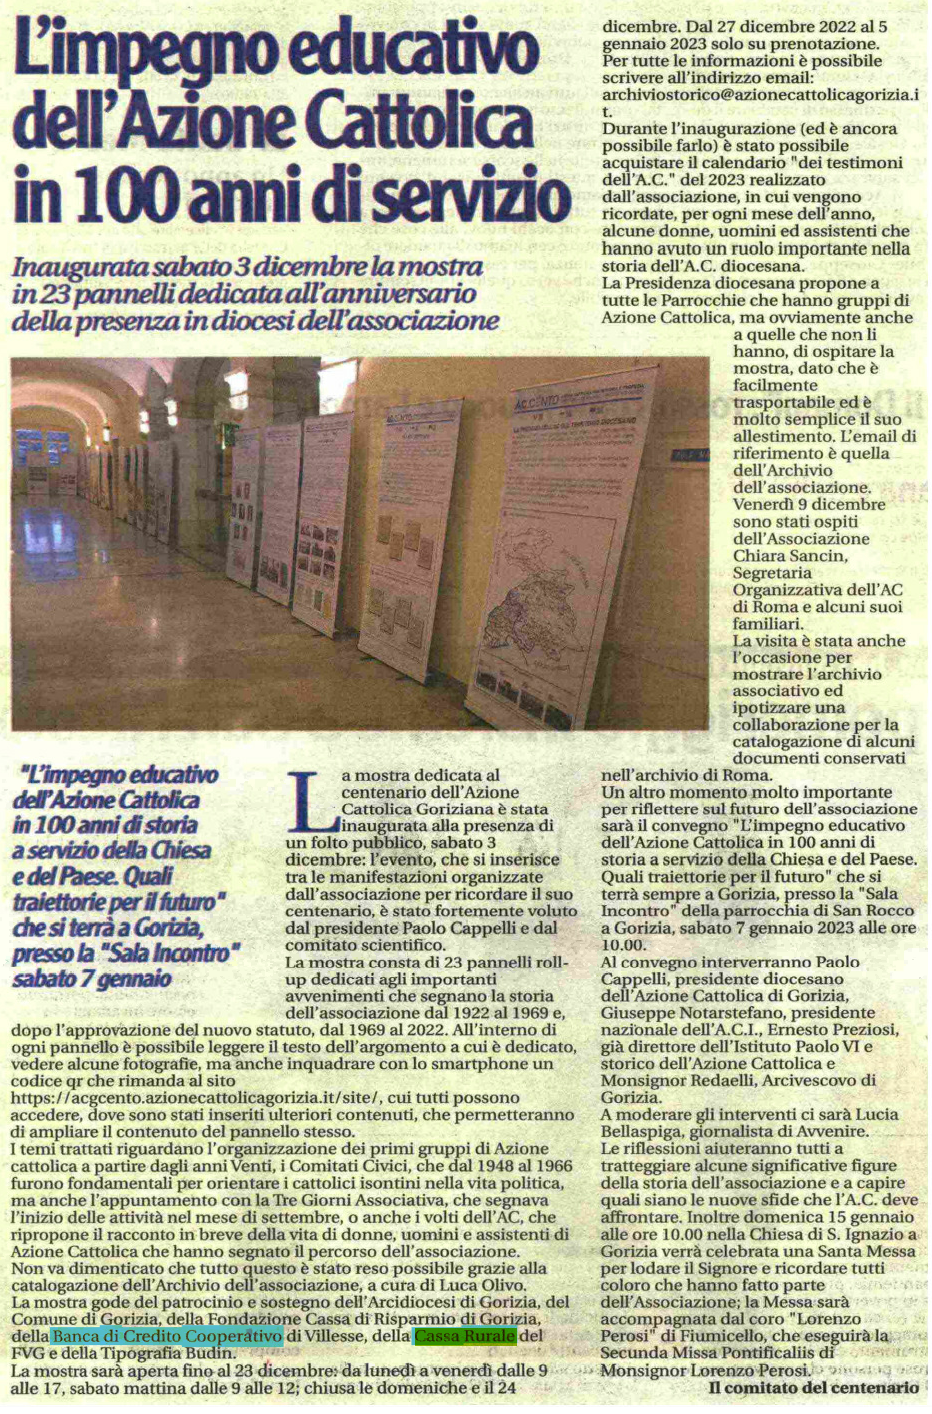 L'impegno educativo
dell'Azione Cattolica
in 100 anni di servizio
Inaugurata sabato 3 dicembre la mostra
in 23 pannelli dedicata all'anniversario
della presenza in diocesi dell'associazione
AC CENTO
AC CENTO
"L'impegno educativo
dell'Azione Cattolica
in 100 anni di storia
a servizio della Chiesa
e del Paese. Quali
traiettorie per il futuro"
che si terrà a Gorizia,
presso la "Sala Incontro"
sabato 7 gennaio
La mostra dedicata al
centenario dell'Azione
Cattolica Goriziana è stata
inaugurata alla presenza di
un folto pubblico, sabato 3
dicembre: l'evento, che si inserisce
tra le manifestazioni organizzate
dall'associazione per ricordare il suo
centenario, è stato fortemente voluto
dal presidente Paolo Cappelli e dal
comitato scientifico.
La mostra consta di 23 pannelli roll-
up dedicati agli importanti
avvenimenti che segnano la storia
dell'associazione dal 1922 al 1969 e,
dopo l'approvazione del nuovo statuto, dal 1969 al 2022. All'interno di
ogni pannello è possibile leggere il testo dell'argomento a cui è dedicato,
vedere alcune fotografie, ma anche inquadrare con lo smartphone un
codice qr che rimanda al sito
https://acgcento.azionecattolicagorizia.it/site/, cui tutti possono
accedere, dove sono stati inseriti ulteriori contenuti, che permetteranno
di ampliare il contenuto del pannello stesso.
I temi trattati riguardano l'organizzazione dei primi gruppi di Azione
cattolica a partire dagli anni Venti, i Comitati Civici, che dal 1948 al 1966
furono fondamentali per orientare i cattolici isontini nella vita politica,
ma anche l'appuntamento con la Tre Giorni Associativa, che segnava
l'inizio delle attività nel mese di settembre, o anche i volti dell'AC, che
ripropone il racconto in breve della vita di donne, uomini e assistenti di
Azione Cattolica che hanno segnato il percorso dell'associazione.
Non va dimenticato che tutto questo è stato reso possibile grazie alla
catalogazione dell'Archivio dell'associazione, a cura di Luca Olivo.
La mostra gode del patrocinio e sostegno dell'Arcidiocesi di Gorizia, del
Comune di Gorizia, della Fondazione Cassa di Risparmio di Gorizia,
della Banca di Credito Cooperativo di Villesse, della Cassa Rurale del
FVG e della Tipografia Budin.
La mostra sarà aperta fino al 23 dicembre: da lunedì a venerdì dalle 9
alle 17, sabato mattina dalle 9 alle 12; chiusa le domeniche e il 24
dicembre. Dal 27 dicembre 2022 al 5
gennaio 2023 solo su prenotazione.
Per tutte le informazioni è possibile
scrivere all'indirizzo email:
archiviostorico@azionecattolicagorizia.i
t.
Durante l'inaugurazione (ed è ancora
possibile farlo) è stato possibile
acquistare il calendario "dei testimoni
dell'A.C." del 2023 realizzato
dall'associazione, in cui vengono
ricordate, per ogni mese dell'anno,
alcune donne, uomini ed assistenti che
hanno avuto un ruolo importante nella
storia dell'A.C. diocesana.
La Presidenza diocesana propone a
tutte le Parrocchie che hanno gruppi di
Azione Cattolica, ma ovviamente anche
a quelle che non li
hanno, di ospitare la
mostra, dato che è
facilmente
trasportabile ed è
molto semplice il suo
allestimento. L'email di
riferimento è quella
dell'Archivio
dell'associazione.
Venerdì 9 dicembre
sono stati ospiti
dell'Associazione
Chiara Sancin,
Segretaria
Organizzativa dell'AC
di Roma e alcuni suoi
familiari.
La visita è stata anche
l'occasione per
mostrare l'archivio
associativo ed
ipotizzare una
collaborazione per la
catalogazione di alcuni
documenti conservati
nell'archivio di Roma.
Un altro momento molto importante
per riflettere sul futuro dell'associazione
sarà il convegno "L'impegno educativo
dell'Azione Cattolica in 100 anni di
storia a servizio della Chiesa e del Paese.
Quali traiettorie per il futuro" che si
terrà sempre a Gorizia, presso la "Sala
Incontro" della parrocchia di San Rocco
a Gorizia, sabato 7 gennaio 2023 alle ore
10.00.
Al convegno interverranno Paolo
Cappelli, presidente diocesano
dell'Azione Cattolica di Gorizia,
Giuseppe Notarstefano, presidente
nazionale dell'A.C.I., Ernesto Preziosi,
già direttore dell'Istituto Paolo VI e
storico dell'Azione Cattolica e
Monsignor Redaelli, Arcivescovo di
Gorizia.
A moderare gli interventi ci sarà Lucia
Bellaspiga, giornalista di Avvenire.
Le riflessioni aiuteranno tutti a
tratteggiare alcune significative figure
della storia dell'associazione e a capire
quali siano le nuove sfide che l'A.C. deve
affrontare. Inoltre domenica 15 gennaio
alle ore 10.00 nella Chiesa di S. Ignazio a
Gorizia verrà celebrata una Santa Messa
per lodare il Signore e ricordare tutti
coloro che hanno fatto parte
dell'Associazione; la Messa sarà
accompagnata dal coro "Lorenzo
Perosi" di Fiumicello, che eseguirà la
Secunda Missa Pontificaliis di
Monsignor Lorenzo Perosi.
Il comitato del centenario